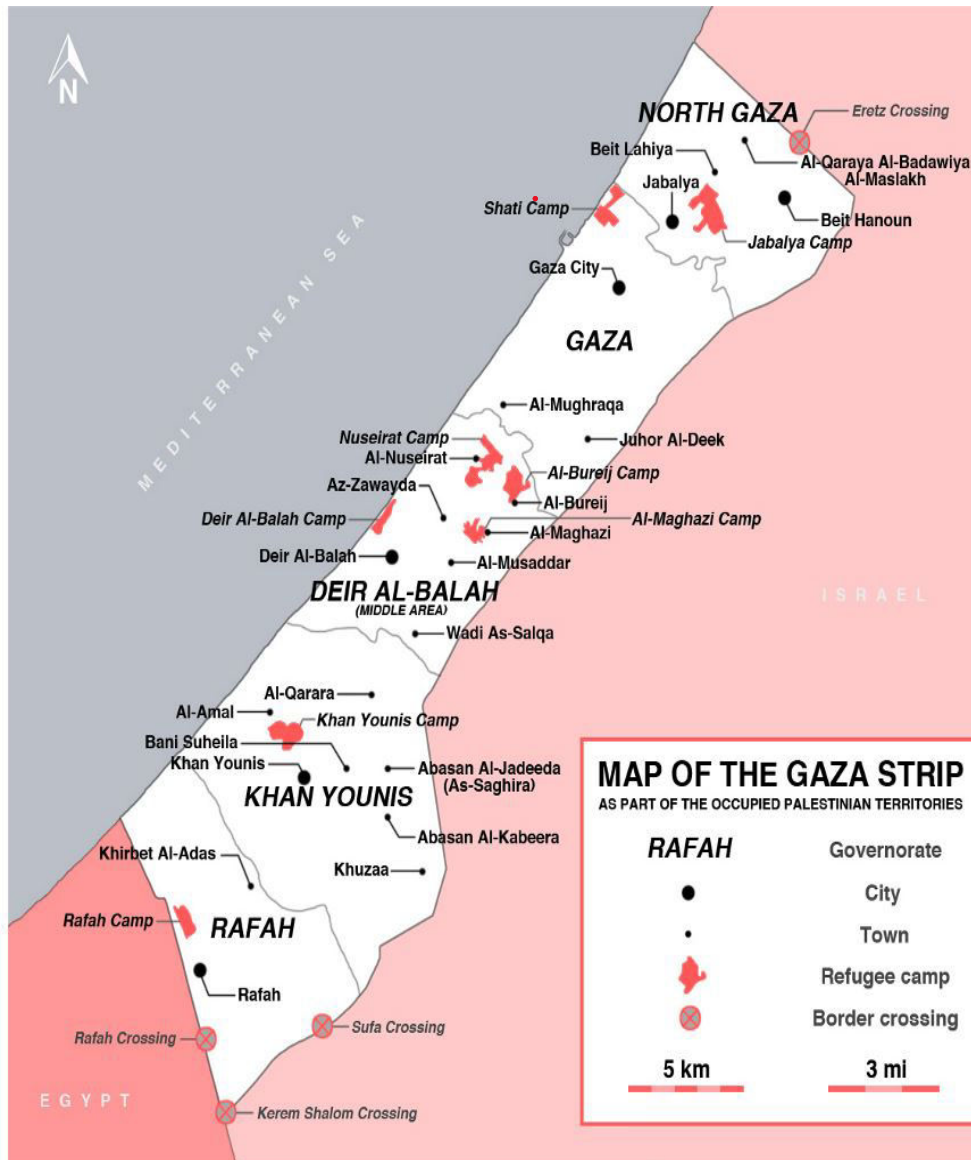 N
NORTH GAZA
Eretz Crossing
Beit Lahiya
Al-Qaraya Al-Badawiya
Al-Maslakh
Jabalya
Shati Camp
Beit Hanoun
Jabalya Camp
Gaza City
MEDITERRANEAN SEA
GAZA
Al-Mughraqa
Nuseirat Camp
Juhor Al-Deek
Al-Nuseirat
Al-Bureij Camp
Az-Zawayda
Al-Bureij
Deir Al-Balah Camp
Al-Maghazi Camp
Al-Maghazi
Deir Al-Balah
Al-Musaddar
DEIR AL-BALAH
(MIDDLE AREA)
ISRAEL
Wadi As-Salqa
Al-Qarara
Al-Amal
Khan Younis Camp
Bani Suheila
Khan Younis
Abasan Al-Jadeeda
(As-Saghira)
KHAN YOUNIS
Abasan Al-Kabeera
Khirbet Al-Adas
Khuzaa
Rafah Camp
RAFAH
Rafah
Sufa Crossing
Rafah Crossing
EGYPT
Kerem Shalom Crossing
MAP OF THE GAZA STRIP
AS PART OF THE OCCUPIED PALESTINIAN TERRITORIES
RAFAH Governorate
City
Town
Refugee camp
Border crossing
5 km 3 mi